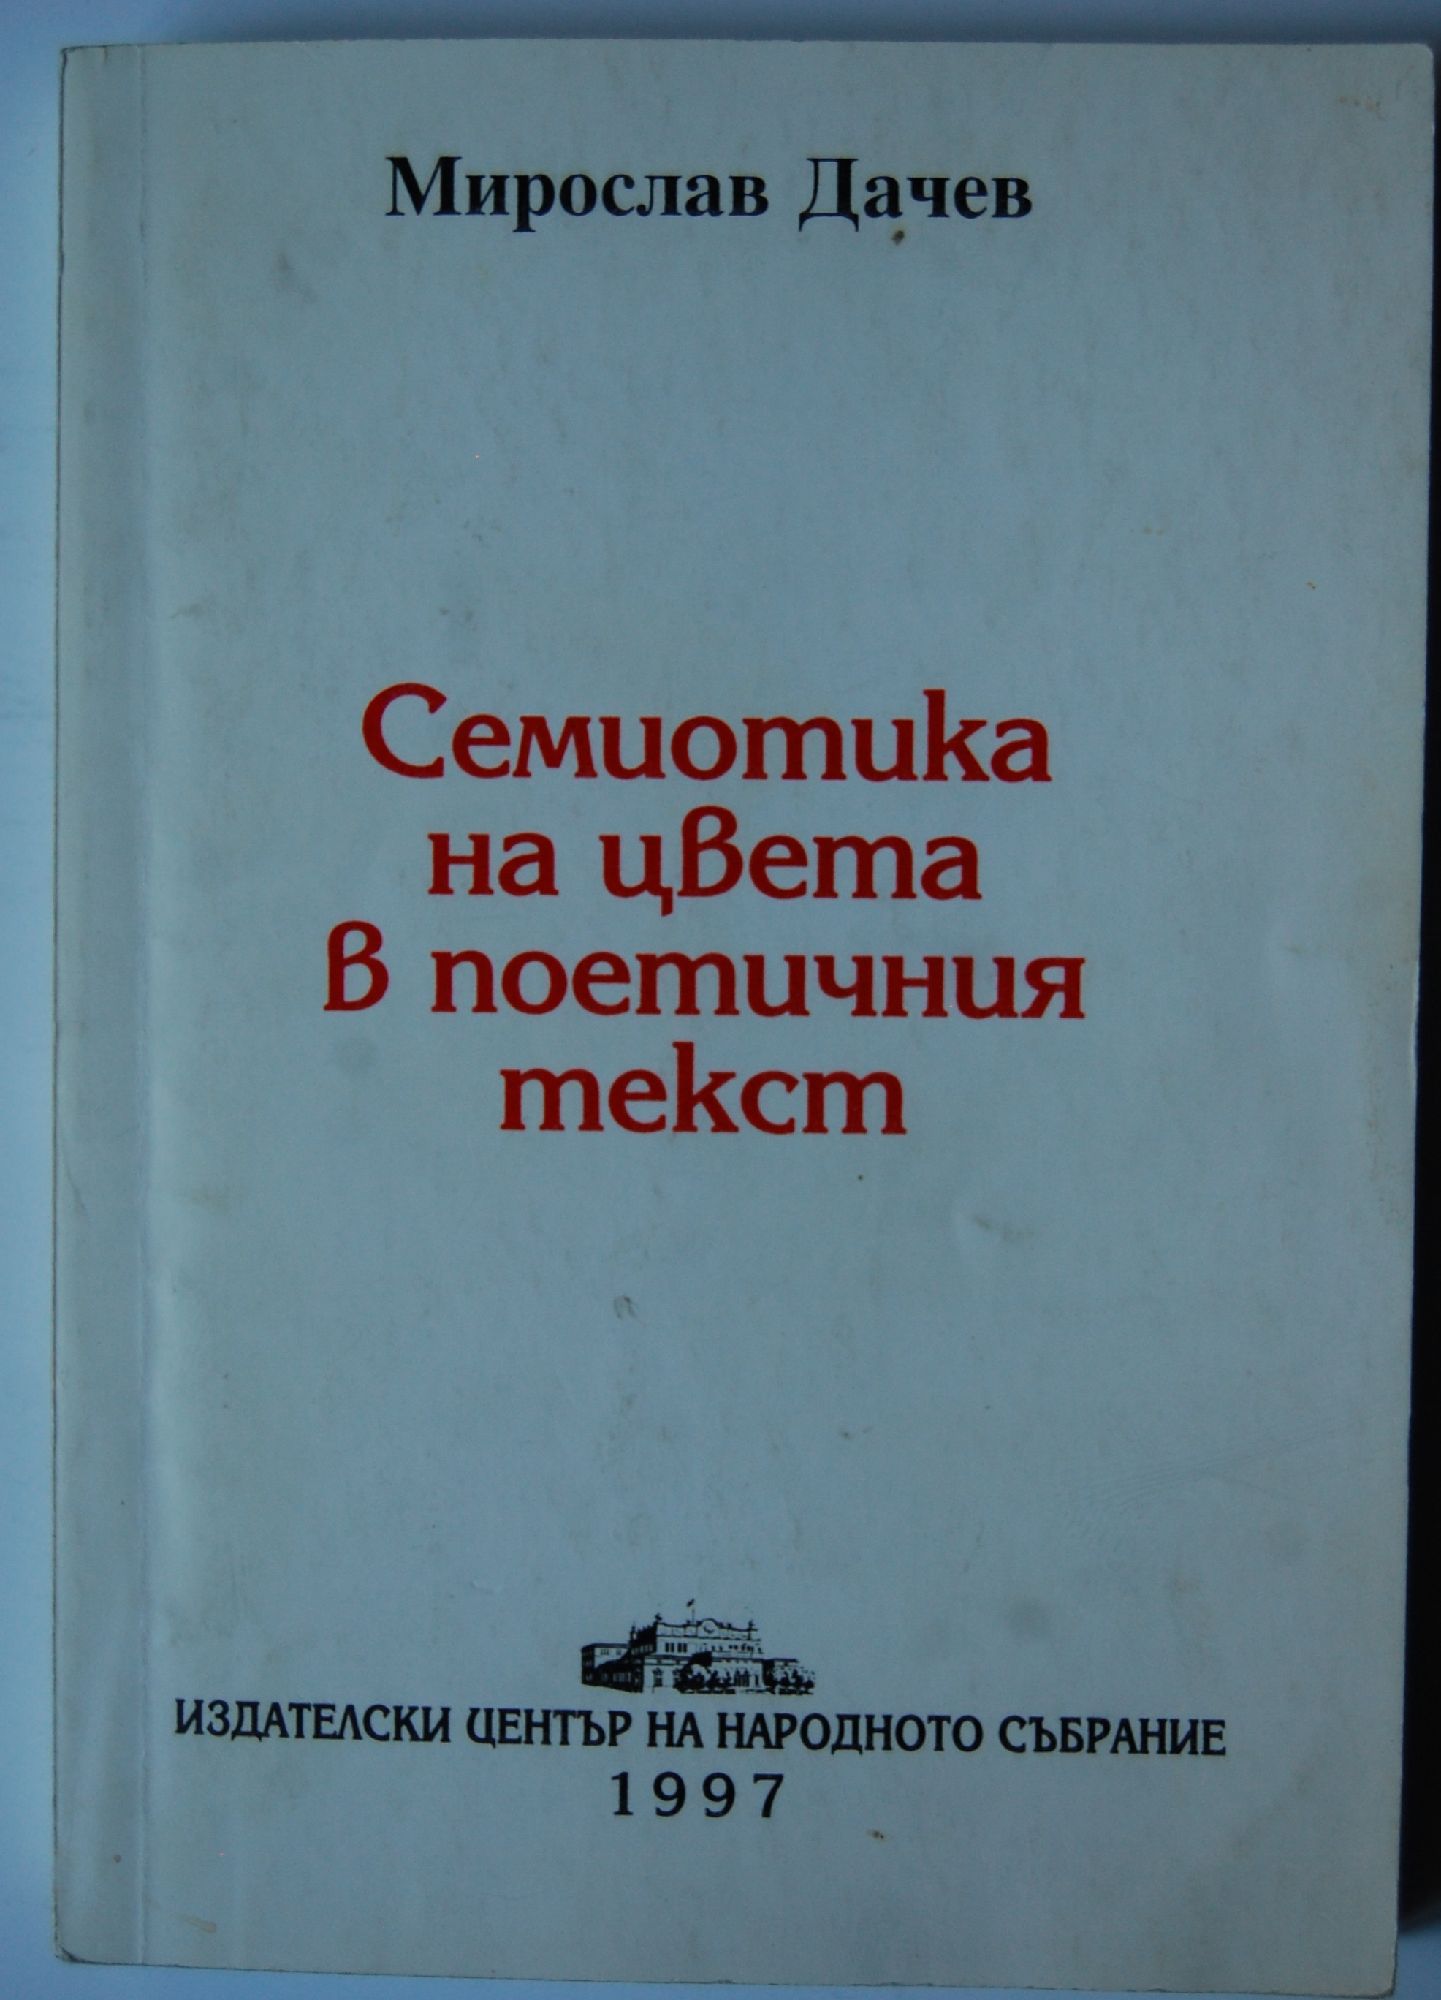 Мирослав Дачев
Семиотика
на цвета
в поетичния
текст
ИЗДАТЕЛСКИ ЦЕНТЪР НА НАРОДНОТО СЪБРАНИЕ
1997